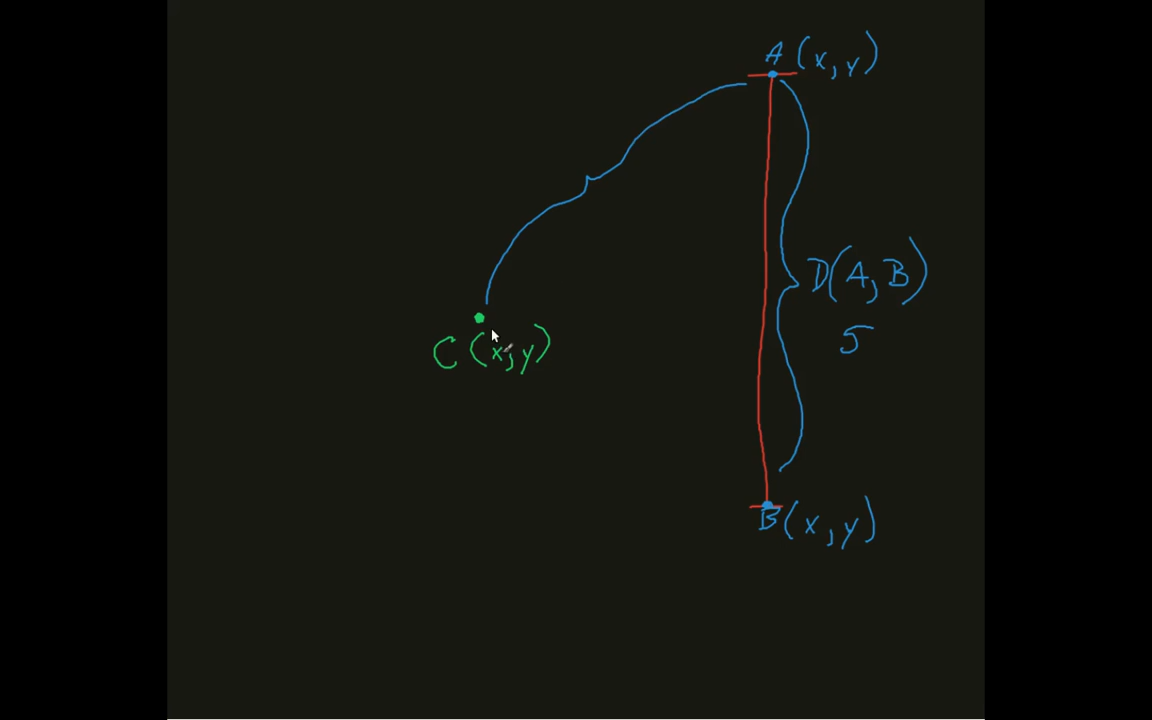 A (x, y)
D(A, B)
5
C (x, y)
B (x, y)